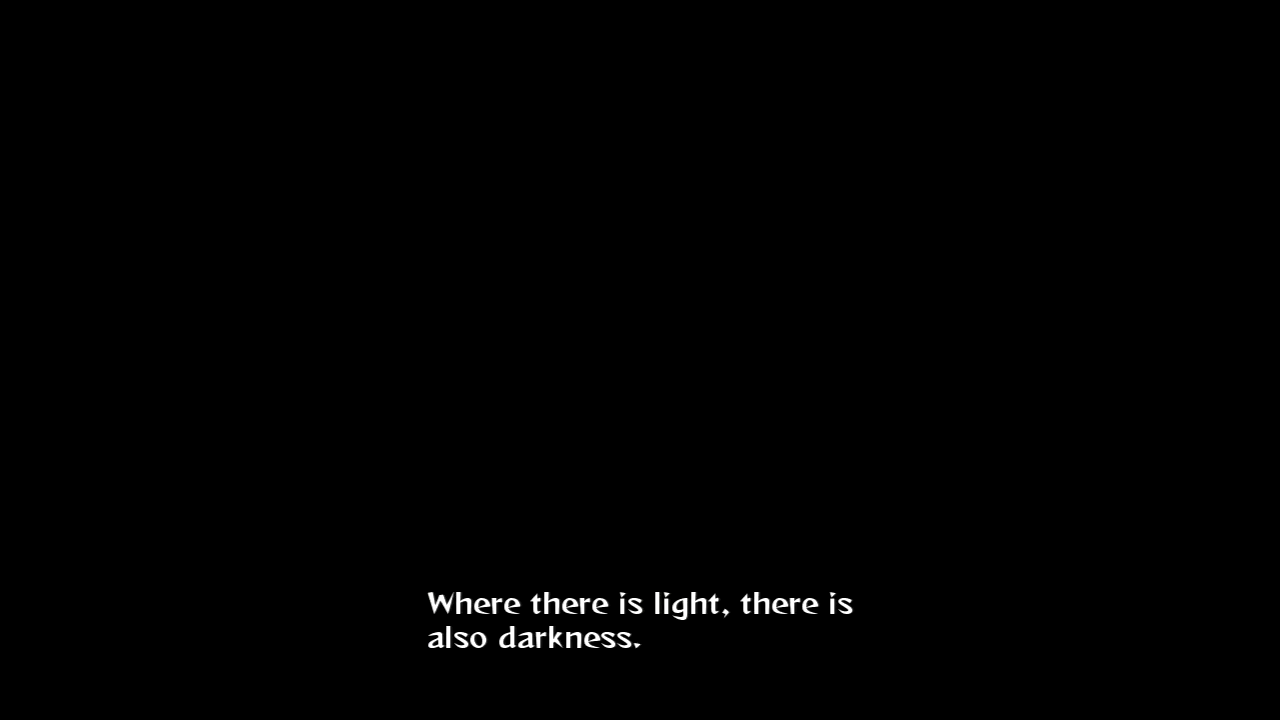 Where there is light, there is
also darkness.